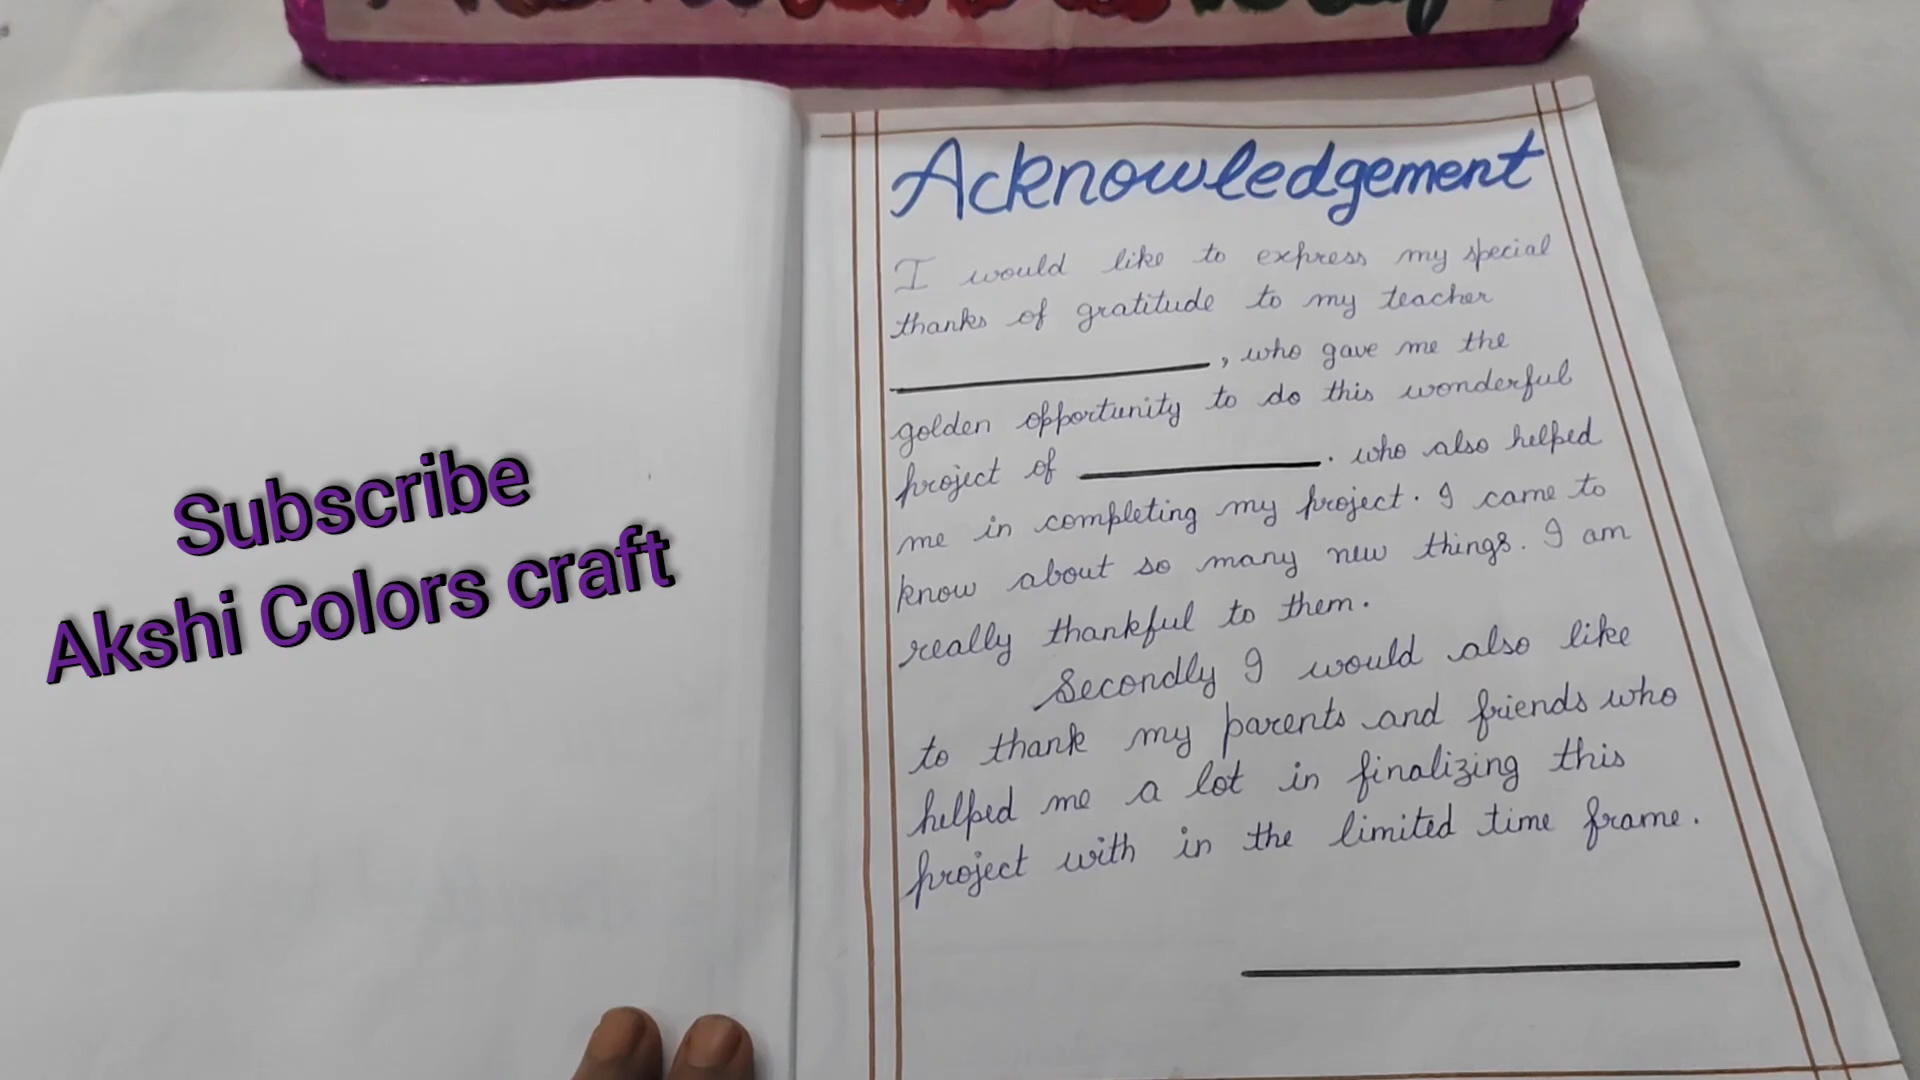 Subscribe
Akshi Colors craft
Acknowledgement
I would like to express my special
thanks of gratitude to my teacher
, who gave me the
golden opportunity to do this wonderful
project of . who also helped
me in completing my project. I came to
know about so many new things. I am
really thankful to them.
Secondly I would also like
to thank my parents and friends who
helped me a lot in finalizing this
project with in the limited time frame.